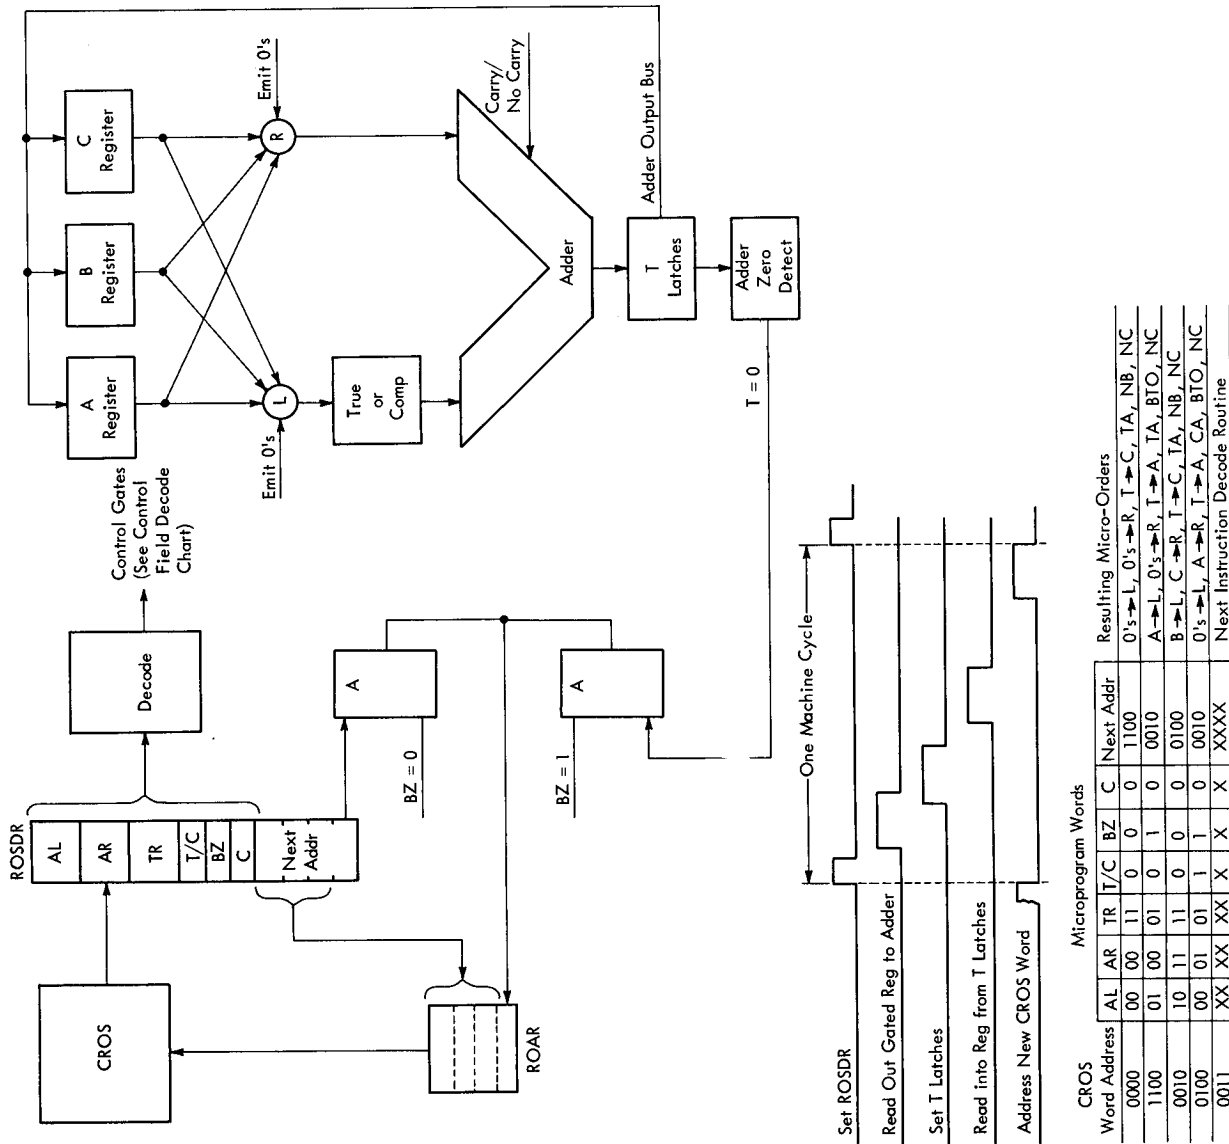 A
Register
B
Register
C
Register
Emit 0's
L
R
Emit 0's
True
or
Comp
Adder
Carry/
No Carry
T
Latches
Adder Output Bus
Adder
Zero
Detect
T = 0
CROS
ROSDR
AL
AR
TR
T/C
BZ
C
Next
Addr
Decode
Control Gates
(See Control
Field Decode
Chart)
A
BZ = 0
BZ = 1
A
ROAR
One Machine Cycle
Set ROSDR
Read Out Gated Reg to Adder
Set T Latches
Read into Reg from T Latches
Address New CROS Word
CROS Microprogram Words
Word Address AL AR TR T/C BZ C Next Addr Resulting Micro-Orders
0000 00 00 11 0 0 0 1100 0's→L, 0's→R, T→C, TA, NB, NC
1100 01 00 01 0 1 0 0010 A→L, 0's→R, T→A, TA, BTO, NC
0010 10 11 11 0 0 0 0100 B→L, C→R, T→C, TA, NB, NC
0100 00 01 01 1 1 0 0010 0's→L, A→R, T→A, CA, BTO, NC
0011 XX XX XX X X X XXXX Next Instruction Decode Routine